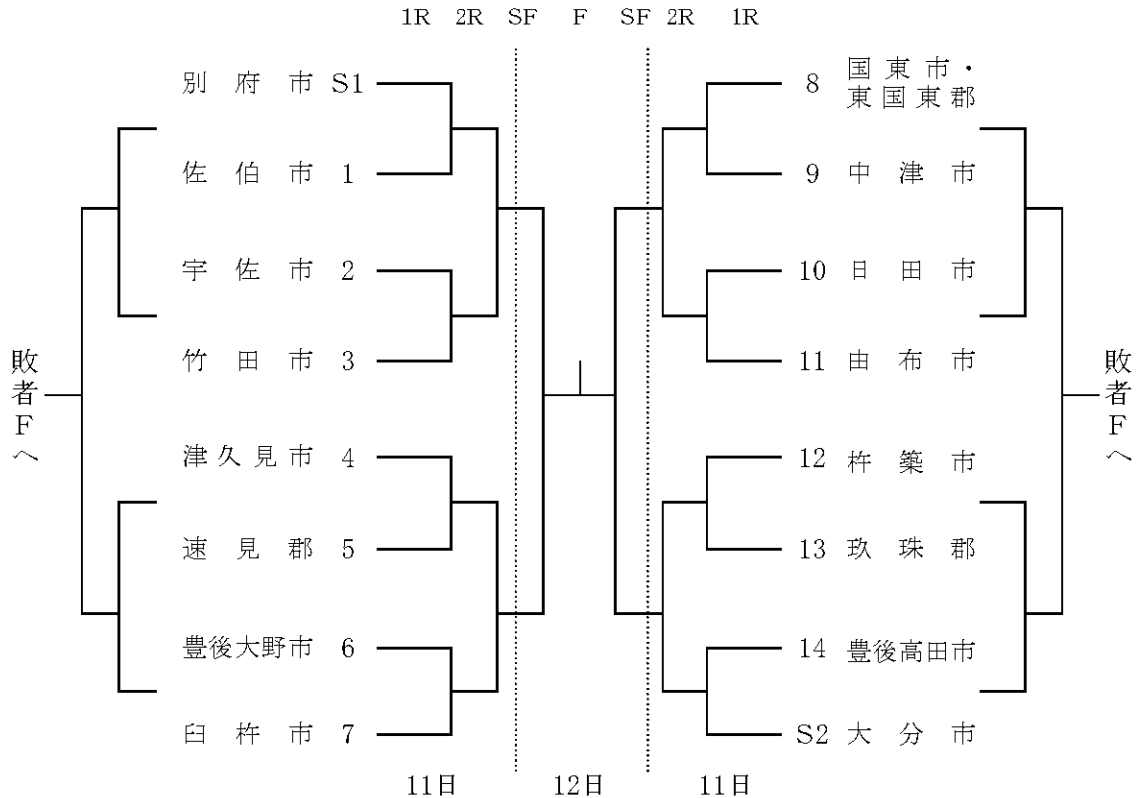 1R 2R SF F SF 2R 1R
別府市 S1
佐伯市 1
宇佐市 2
竹田市 3
津久見市 4
速見郡 5
豊後大野市 6
臼杵市 7
敗者Fへ
8 国東市・
東国東郡
9 中津市
10 日田市
11 由布市
12 杵築市
13 玖珠郡
14 豊後高田市
S2 大分市
敗者Fへ
11日 12日 11日